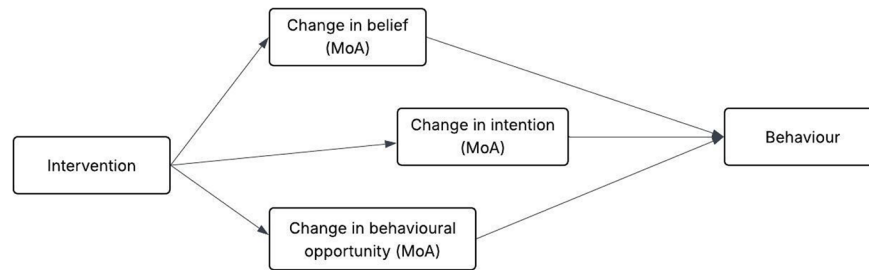 Change in belief
(MoA)
Change in intention
(MoA)
Intervention
Behaviour
Change in behavioural
opportunity (MoA)